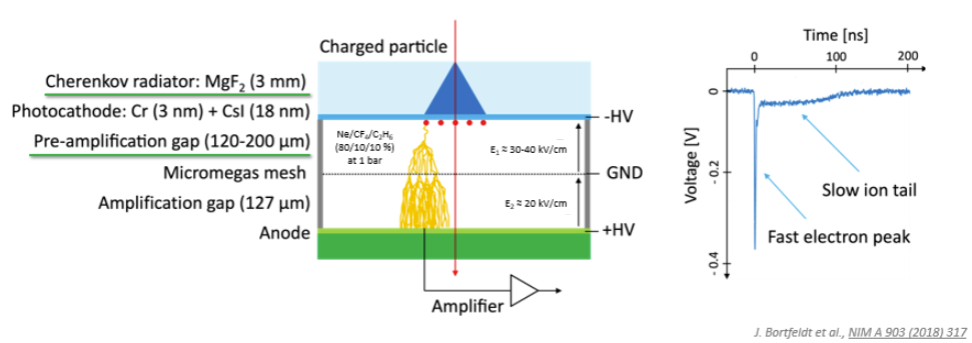 Charged particle
Cherenkov radiator: MgF₂ (3 mm)
Photocathode: Cr (3 nm) + CsI (18 nm)
Pre-amplification gap (120-200 µm)
Micromegas mesh
Amplification gap (127 µm)
Anode
Ne/CF₄/C₂H₆
(80/10/10 %)
at 1 bar
E₁ ≈ 30-40 kV/cm
E₂ ≈ 20 kV/cm
-HV
GND
+HV
Amplifier
Time [ns]
0
100
200
Voltage [V]
0
- 0.2
- 0.4
Slow ion tail
Fast electron peak
J. Bortfeldt et al., NIM A 903 (2018) 317